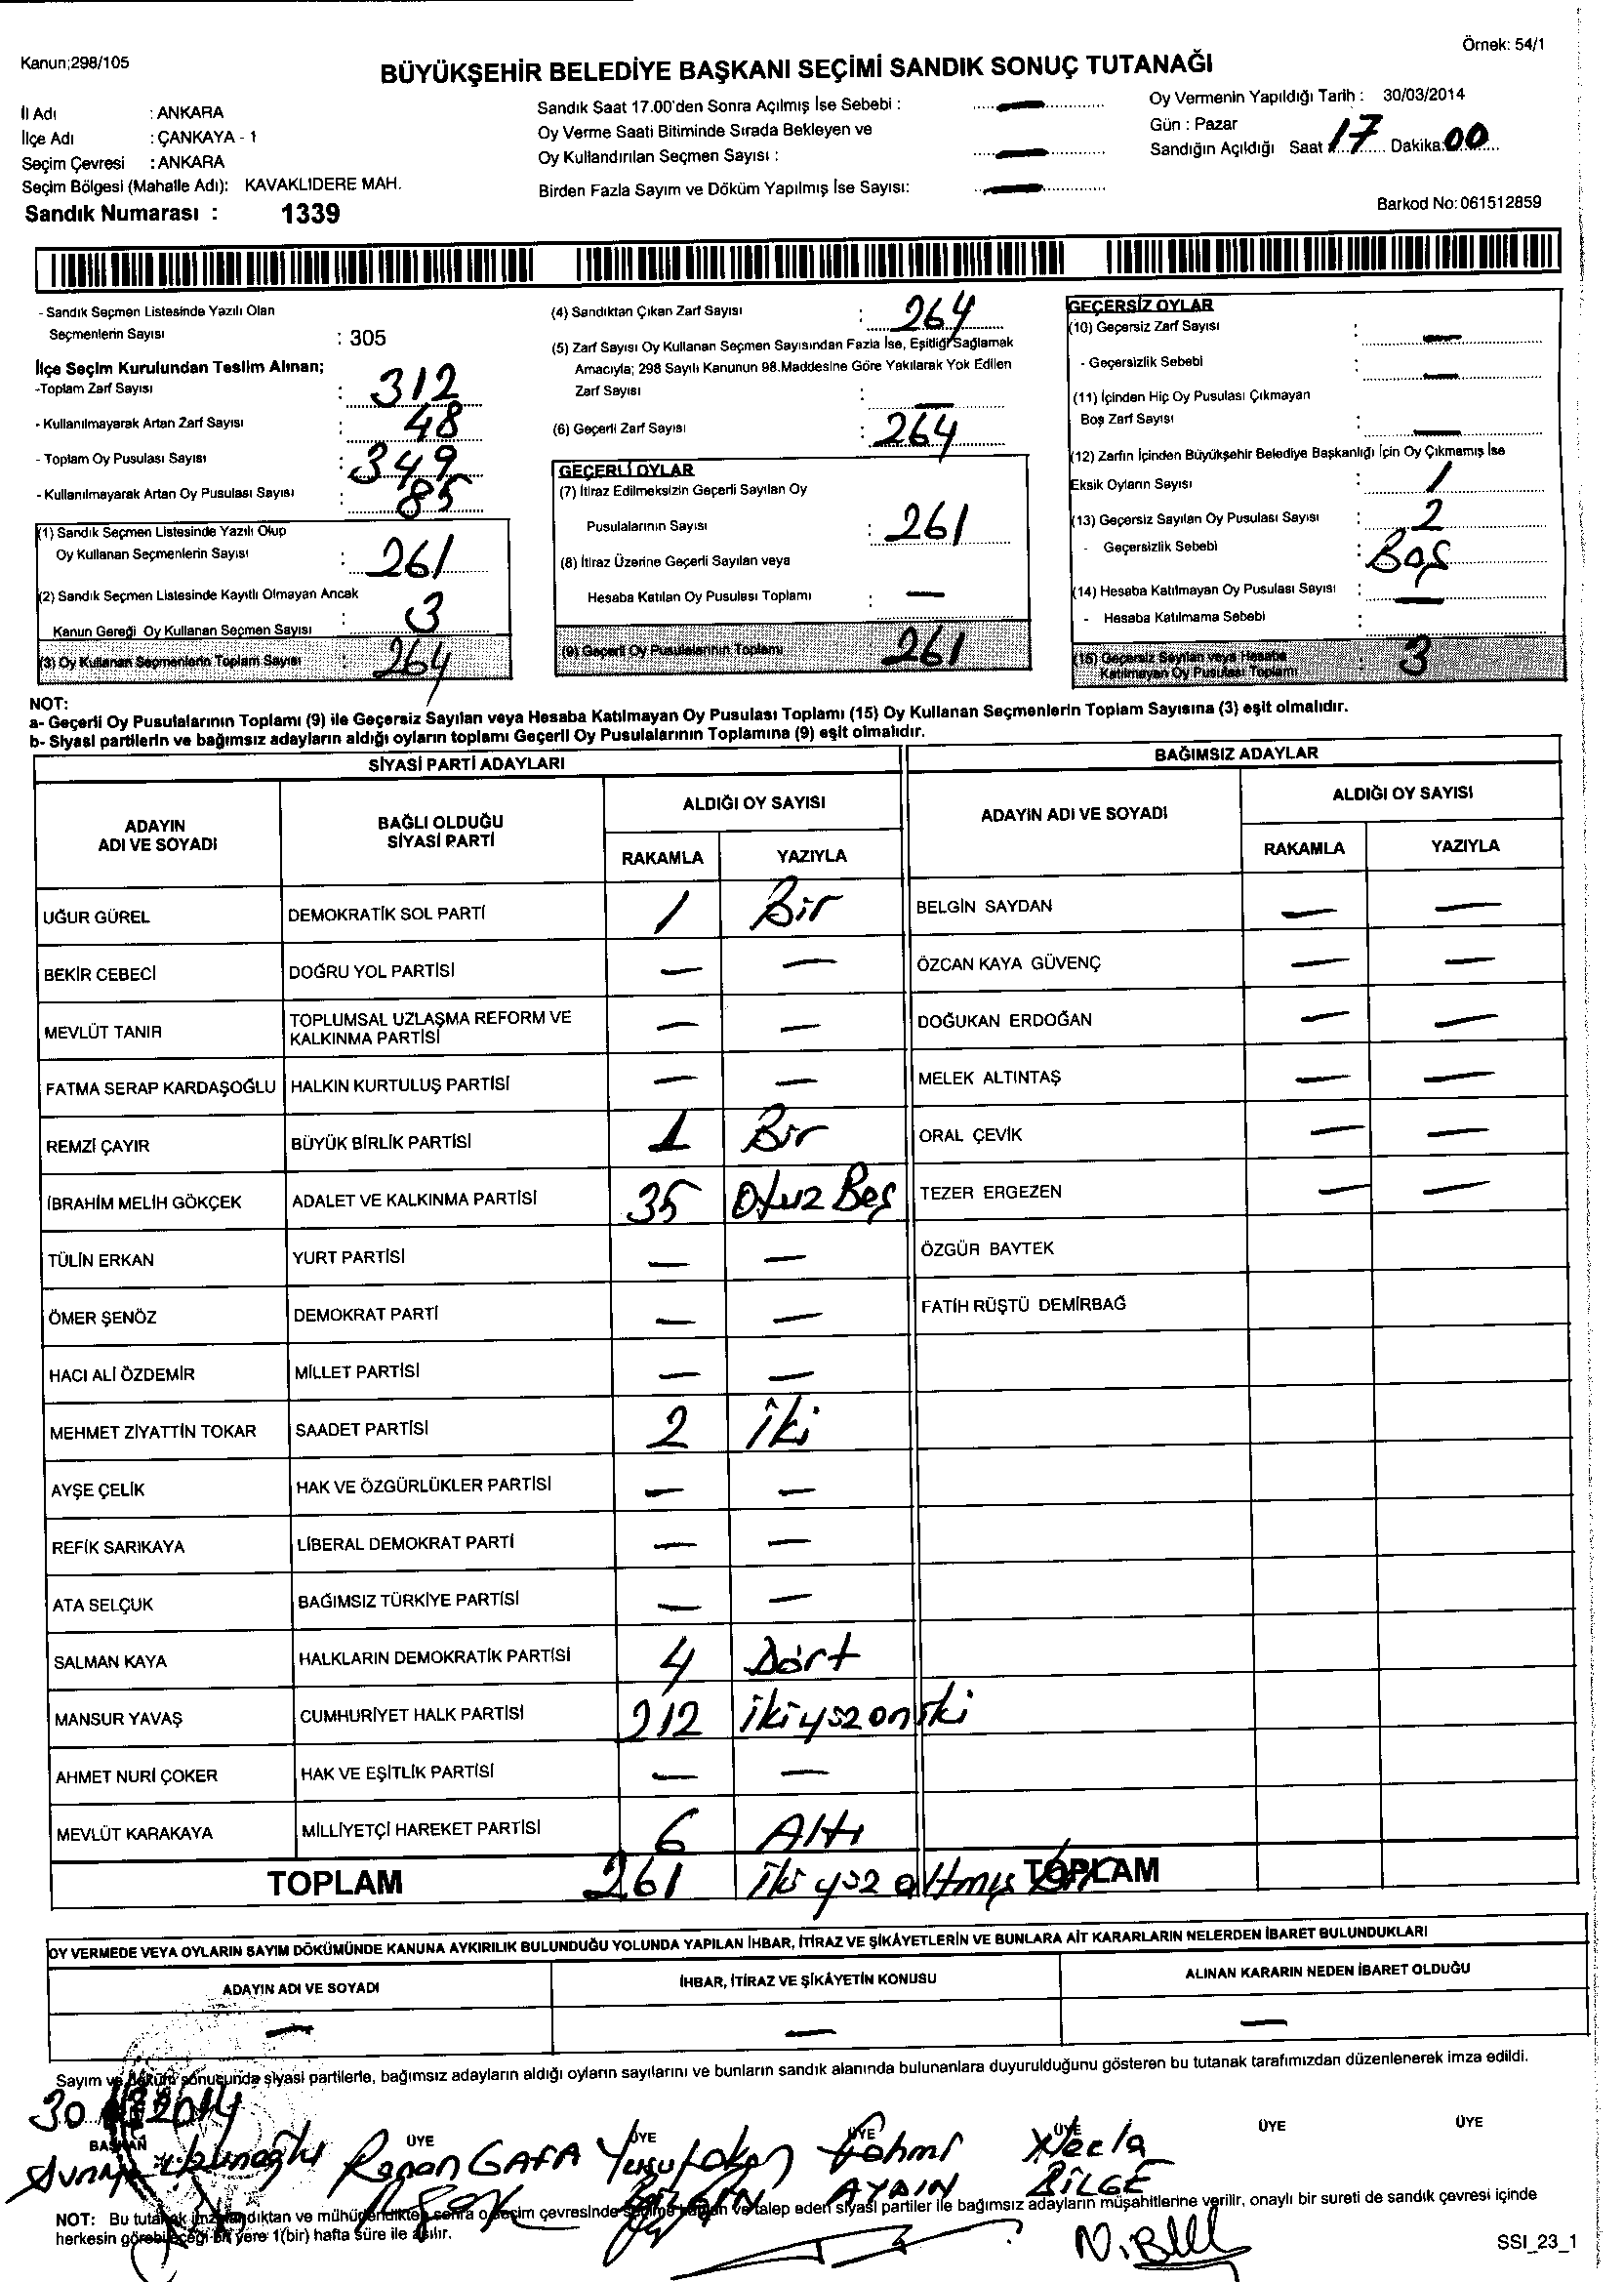 Örnek: 54/1
Kanun;298/105
BÜYÜKŞEHİR BELEDİYE BAŞKANI SEÇİMİ SANDIK SONUÇ TUTANAĞI
İl Adı : ANKARA
İlçe Adı : ÇANKAYA - 1
Seçim Çevresi : ANKARA
Seçim Bölgesi (Mahalle Adı): KAVAKLIDERE MAH.
Sandık Numarası : 1339
Sandık Saat 17.00'den Sonra Açılmış İse Sebebi : —
Oy Verme Saati Bitiminde Sırada Bekleyen ve
Oy Kullandırılan Seçmen Sayısı : —
Birden Fazla Sayım ve Döküm Yapılmış İse Sayısı: —
Oy Vermenin Yapıldığı Tarih : 30/03/2014
Gün : Pazar
Sandığın Açıldığı Saat 17 Dakika: 00
Barkod No: 061512859
- Sandık Seçmen Listesinde Yazılı Olan
Seçmenlerin Sayısı : 305
İlçe Seçim Kurulundan Teslim Alınan;
-Toplam Zarf Sayısı : 312
- Kullanılmayarak Artan Zarf Sayısı : 48
- Toplam Oy Pusulası Sayısı : 349
- Kullanılmayarak Artan Oy Pusulası Sayısı : 85
(1) Sandık Seçmen Listesinde Yazılı Olup
Oy Kullanan Seçmenlerin Sayısı : 261
(2) Sandık Seçmen Listesinde Kayıtlı Olmayan Ancak
Kanun Gereği Oy Kullanan Seçmen Sayısı : 3
(3) Oy Kullanan Seçmenlerin Toplam Sayısı : 264
(4) Sandıktan Çıkan Zarf Sayısı : 264
(5) Zarf Sayısı Oy Kullanan Seçmen Sayısından Fazla İse, Eşitliği Sağlamak
Amacıyla; 298 Sayılı Kanunun 98.Maddesine Göre Yakılarak Yok Edilen
Zarf Sayısı : —
(6) Geçerli Zarf Sayısı : 264
GEÇERLİ OYLAR
(7) İtiraz Edilmeksizin Geçerli Sayılan Oy
Pusulalarının Sayısı : 261
(8) İtiraz Üzerine Geçerli Sayılan veya
Hesaba Katılan Oy Pusulası Toplamı : —
(9) Geçerli Oy Pusulalarının Toplamı 261
GEÇERSİZ OYLAR
(10) Geçersiz Zarf Sayısı : —
- Geçersizlik Sebebi : —
(11) İçinden Hiç Oy Pusulası Çıkmayan
Boş Zarf Sayısı : —
(12) Zarfın İçinden Büyükşehir Belediye Başkanlığı İçin Oy Çıkmamış İse
Eksik Oyların Sayısı : 1
(13) Geçersiz Sayılan Oy Pusulası Sayısı : 2
- Geçersizlik Sebebi : Boş
(14) Hesaba Katılmayan Oy Pusulası Sayısı : —
- Hesaba Katılmama Sebebi :
(15) Geçersiz Sayılan veya Hesaba
Katılmayan Oy Pusulası Toplamı : 3
NOT:
a- Geçerli Oy Pusulalarının Toplamı (9) ile Geçersiz Sayılan veya Hesaba Katılmayan Oy Pusulası Toplamı (15) Oy Kullanan Seçmenlerin Toplam Sayısına (3) eşit olmalıdır.
b- Siyasi partilerin ve bağımsız adayların aldığı oyların toplamı Geçerli Oy Pusulalarının Toplamına (9) eşit olmalıdır.
SİYASİ PARTİ ADAYLARI
ADAYIN ADI VE SOYADI BAĞLI OLDUĞU SİYASİ PARTİ ALDIĞI OY SAYISI
RAKAMLA YAZIYLA
UĞUR GÜREL DEMOKRATİK SOL PARTİ 1 Bir
BEKİR CEBECİ DOĞRU YOL PARTİSİ — —
MEVLÜT TANIR TOPLUMSAL UZLAŞMA REFORM VE KALKINMA PARTİSİ — —
FATMA SERAP KARDAŞOĞLU HALKIN KURTULUŞ PARTİSİ — —
REMZİ ÇAYIR BÜYÜK BİRLİK PARTİSİ 1 Bir
İBRAHİM MELİH GÖKÇEK ADALET VE KALKINMA PARTİSİ 35 Otuz Beş
TÜLİN ERKAN YURT PARTİSİ — —
ÖMER ŞENÖZ DEMOKRAT PARTİ — —
HACI ALİ ÖZDEMİR MİLLET PARTİSİ — —
MEHMET ZİYATTİN TOKAR SAADET PARTİSİ 2 İki
AYŞE ÇELİK HAK VE ÖZGÜRLÜKLER PARTİSİ — —
REFİK SARIKAYA LİBERAL DEMOKRAT PARTİ — —
ATA SELÇUK BAĞIMSIZ TÜRKİYE PARTİSİ — —
SALMAN KAYA HALKLARIN DEMOKRATİK PARTİSİ 4 Dört
MANSUR YAVAŞ CUMHURİYET HALK PARTİSİ 212 ikiyüzoniki
AHMET NURİ ÇOKER HAK VE EŞİTLİK PARTİSİ — —
MEVLÜT KARAKAYA MİLLİYETÇİ HAREKET PARTİSİ 6 Altı
TOPLAM 261 İki yüz altmış bir
BAĞIMSIZ ADAYLAR
ADAYIN ADI VE SOYADI ALDIĞI OY SAYISI
RAKAMLA YAZIYLA
BELGİN SAYDAN — —
ÖZCAN KAYA GÜVENÇ — —
DOĞUKAN ERDOĞAN — —
MELEK ALTINTAŞ — —
ORAL ÇEVİK — —
TEZER ERGEZEN — —
ÖZGÜR BAYTEK
FATİH RÜŞTÜ DEMİRBAĞ
TOPLAM
OY VERMEDE VEYA OYLARIN SAYIM DÖKÜMÜNDE KANUNA AYKIRILIK BULUNDUĞU YOLUNDA YAPILAN İHBAR, İTİRAZ VE ŞİKÂYETLERİN VE BUNLARA AİT KARARLARIN NELERDEN İBARET BULUNDUKLARI
ADAYIN ADI VE SOYADI İHBAR, İTİRAZ VE ŞİKÂYETİN KONUSU ALINAN KARARIN NEDEN İBARET OLDUĞU
— — —
Sayım ve döküm sonucunda siyasi partilerle, bağımsız adayların aldığı oyların sayılarını ve bunların sandık alanında bulunanlara duyurulduğunu gösteren bu tutanak tarafımızdan düzenlenerek imza edildi.
30 2014
BAŞKAN ÜYE ÜYE ÜYE ÜYE ÜYE ÜYE
Fehmi AYDIN
Necla BİLGE
N.Bill
NOT: Bu tutanak imzalandıktan ve mühürlendikten sonra o seçim çevresinde seçime katılan ve talep eden siyasi partiler ile bağımsız adayların müşahitlerine verilir, onaylı bir sureti de sandık çevresi içinde
herkesin görebileceği bir yere 1(bir) hafta süre ile asılır.
SSI_23_1